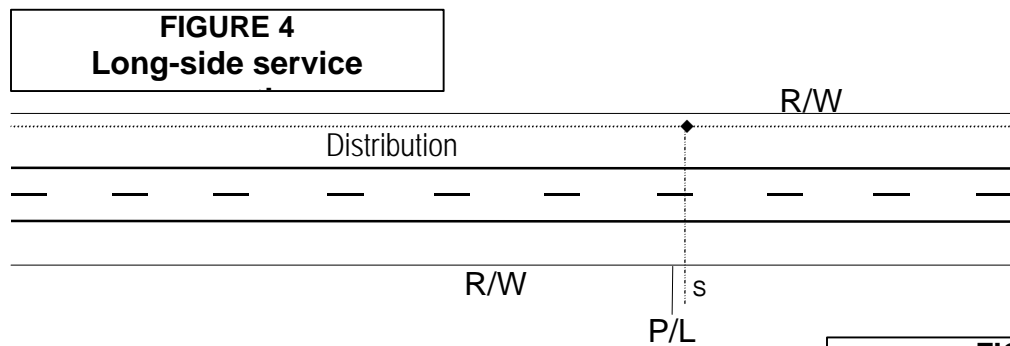 FIGURE 4
Long-side service
R/W
Distribution
R/W
S
P/L